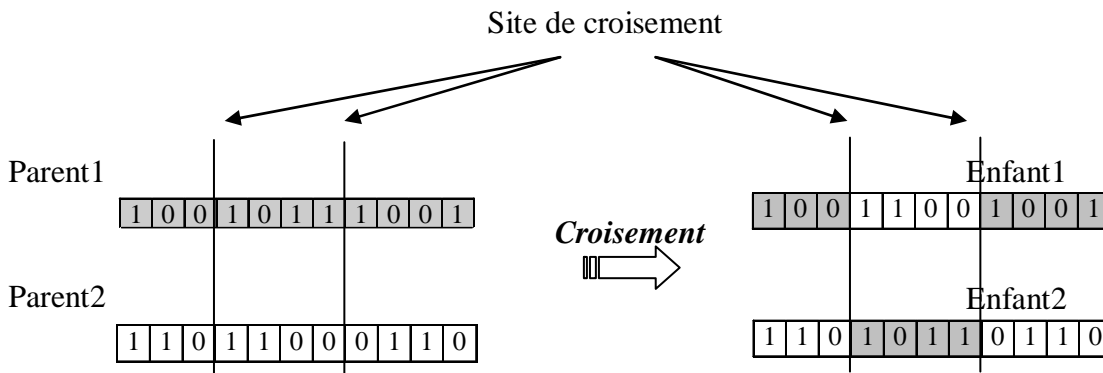 Site de croisement
Parent1
1 0 0 1 0 1 1 1 0 0 1
Parent2
1 1 0 1 1 0 0 0 1 1 0
Croisement
Enfant1
1 0 0 1 1 0 0 1 0 0 1
Enfant2
1 1 0 1 0 1 1 0 1 1 0